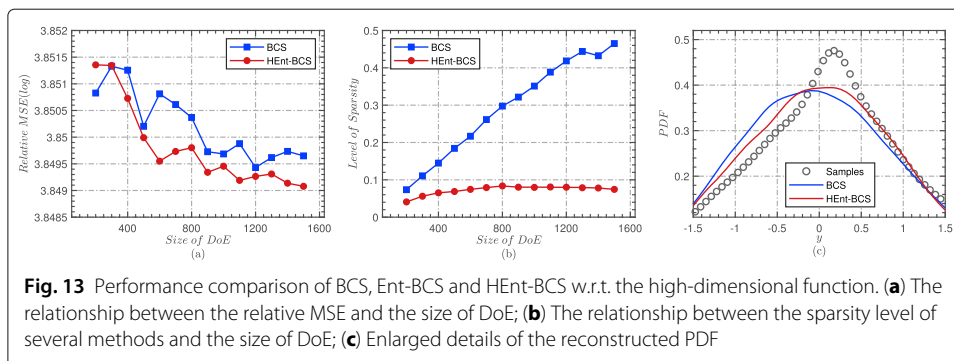 3.852
3.8515
3.851
3.8505
3.85
3.8495
3.849
3.8485
Relative MSE(log)
BCS
HEnt-BCS
400 800 1200 1600
Size of DoE
(a)
0.5
0.4
0.3
0.2
0.1
0
Level of Sparsity
BCS
HEnt-BCS
400 800 1200 1600
Size of DoE
(b)
0.5
0.4
0.3
0.2
PDF
Samples
BCS
HEnt-BCS
-1.5 -1 -0.5 0 0.5 1 1.5
y
(c)
Fig. 13 Performance comparison of BCS, Ent-BCS and HEnt-BCS w.r.t. the high-dimensional function. (a) The
relationship between the relative MSE and the size of DoE; (b) The relationship between the sparsity level of
several methods and the size of DoE; (c) Enlarged details of the reconstructed PDF